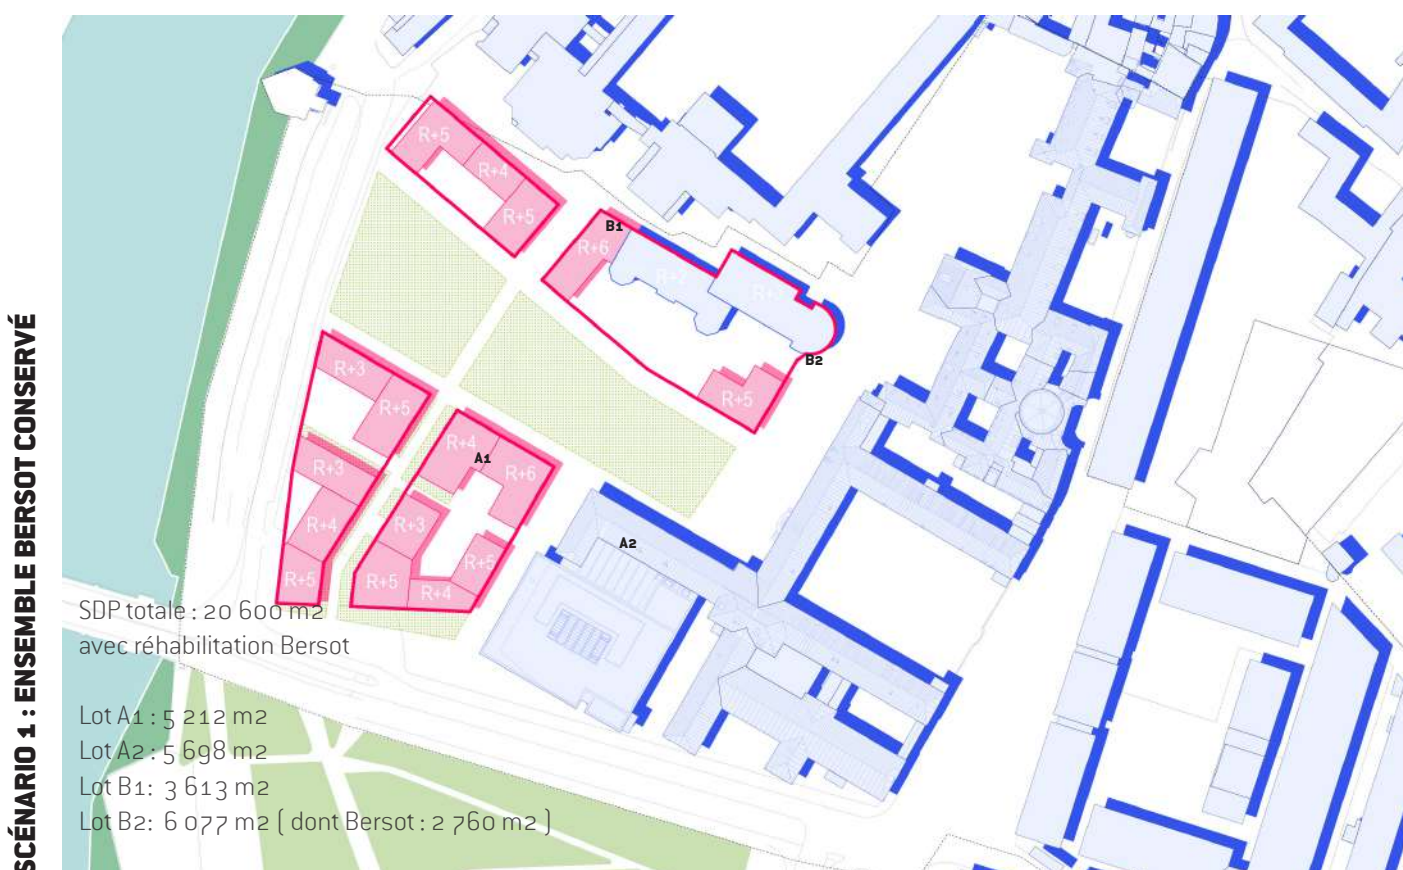 SCÉNARIO 1 : ENSEMBLE BERSOT CONSERVÉ
R+5
R+4
R+5
B1
R+6
R+2
B2
R+5
R+3
R+5
R+4
A1
R+6
R+3
R+3
R+4
A2
R+5
R+5
R+5
R+4
SDP totale : 20 600 m2
avec réhabilitation Bersot
Lot A1 : 5 212 m2
Lot A2 : 5 698 m2
Lot B1: 3 613 m2
Lot B2: 6 077 m2 ( dont Bersot : 2 760 m2 )